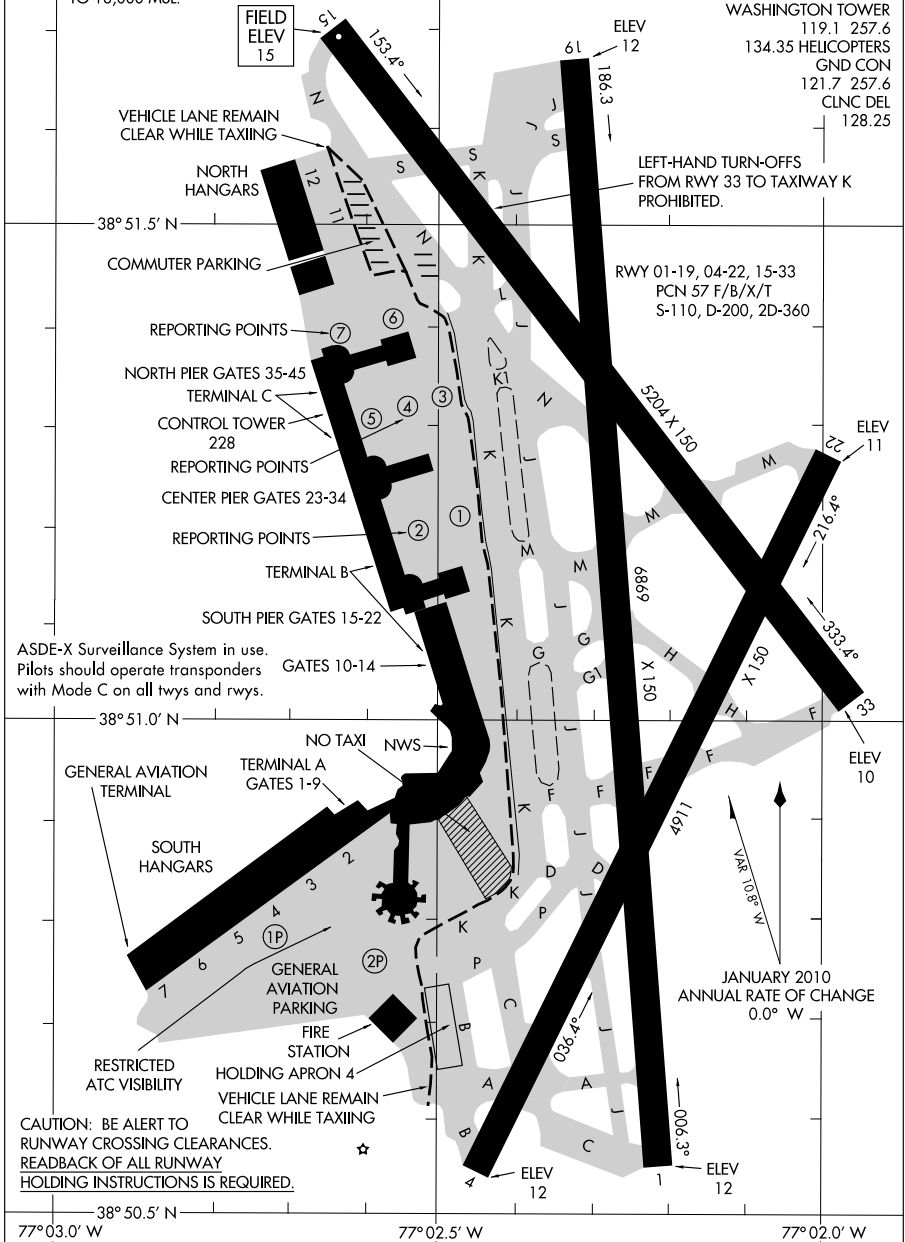 TO 10,000 MSL.
FIELD
ELEV
15
15
153.4°
19
ELEV
12
186.3
WASHINGTON TOWER
119.1 257.6
134.35 HELICOPTERS
GND CON
121.7 257.6
CLNC DEL
128.25
VEHICLE LANE REMAIN
CLEAR WHILE TAXIING
N
J
J
S
S
S
K
J
NORTH
HANGARS
12
11
LEFT-HAND TURN-OFFS
FROM RWY 33 TO TAXIWAY K
PROHIBITED.
38°51.5' N
N
K
COMMUTER PARKING
L
J
RWY 01-19, 04-22, 15-33
PCN 57 F/B/X/T
S-110, D-200, 2D-360
REPORTING POINTS
7
6
NORTH PIER GATES 35-45
K1
TERMINAL C
5
4
3
N
5204 X 150
CONTROL TOWER
228
REPORTING POINTS
K
J
M
22
ELEV
11
CENTER PIER GATES 23-34
2
1
M
216.4°
REPORTING POINTS
M
M
TERMINAL B
6869
X 150
J
SOUTH PIER GATES 15-22
K
G
G
G1
H
X 150
333.4°
ASDE-X Surveillance System in use.
Pilots should operate transponders
with Mode C on all twys and rwys.
GATES 10-14
H
F
33
38°51.0' N
J
NO TAXI
NWS
ELEV
10
GENERAL AVIATION
TERMINAL
TERMINAL A
GATES 1-9
F
F
F
F
K
4911
SOUTH
HANGARS
J
VAR 10.8° W
2
3
4
5
6
7
D
D
J
K
P
1P
K
2P
P
GENERAL
AVIATION
PARKING
C
JANUARY 2010
ANNUAL RATE OF CHANGE
0.0° W
FIRE
STATION
B
J
036.4°
RESTRICTED
ATC VISIBILITY
HOLDING APRON 4
A
A
VEHICLE LANE REMAIN
CLEAR WHILE TAXIING
J
006.3°
B
C
CAUTION: BE ALERT TO
RUNWAY CROSSING CLEARANCES.
READBACK OF ALL RUNWAY
HOLDING INSTRUCTIONS IS REQUIRED.
4
ELEV
12
1
ELEV
12
38°50.5' N
77°03.0' W
77°02.5' W
77°02.0' W